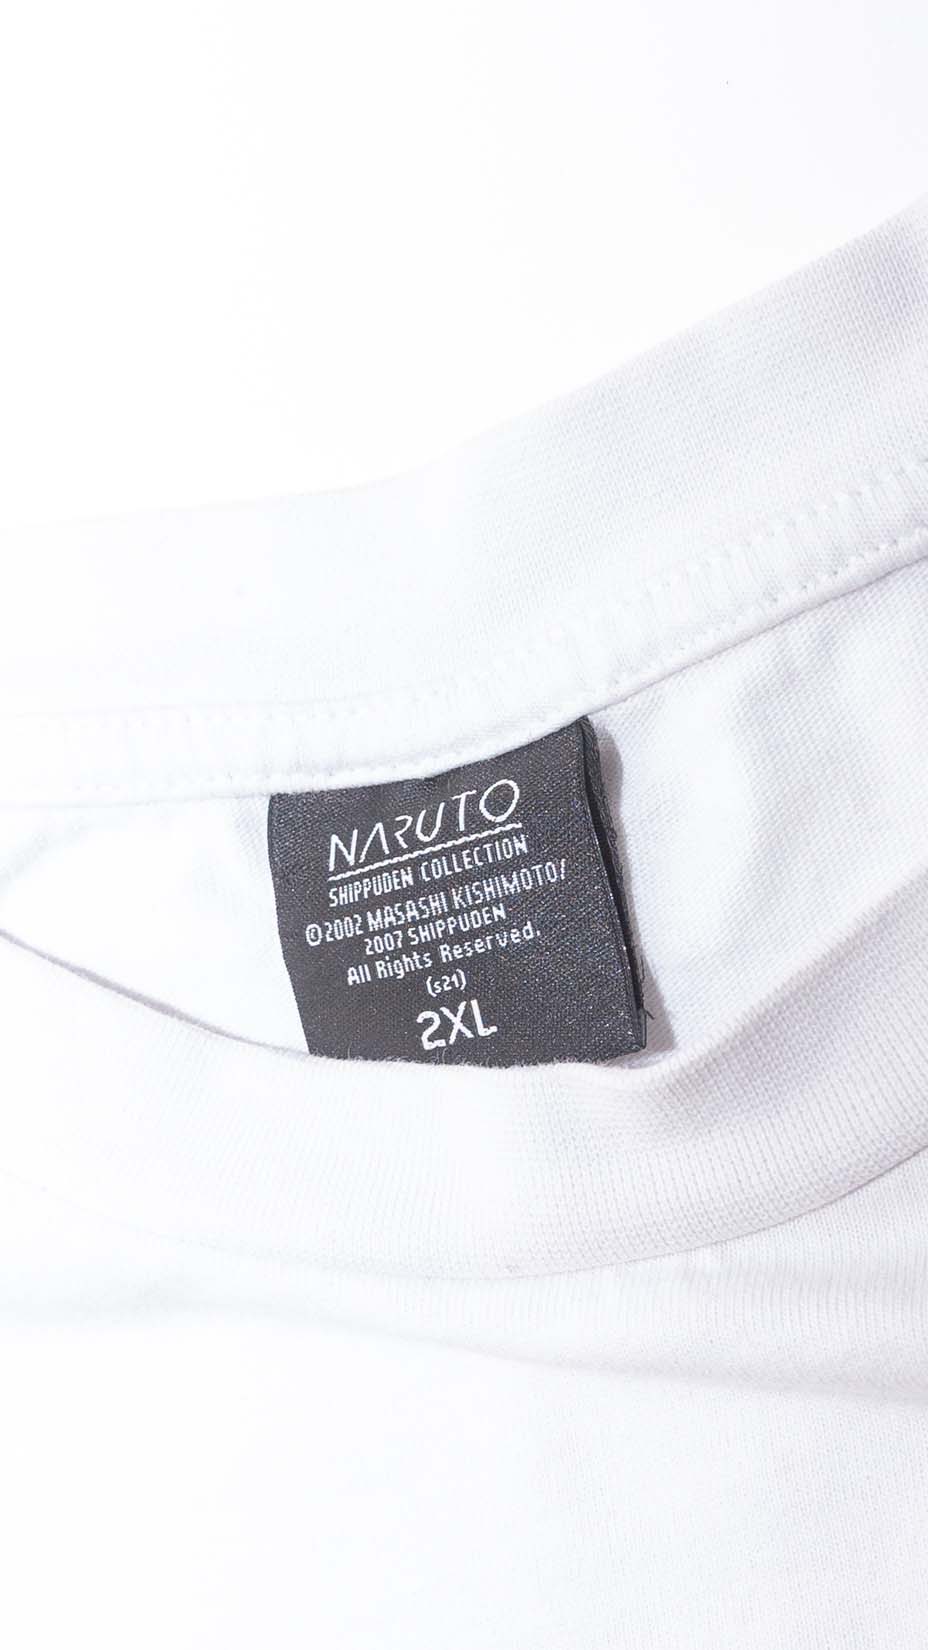 NARUTO
SHIPPUDEN COLLECTION
©2002 MASASHI KISHIMOTO/
2007 SHIPPUDEN
All Rights Reserved.
(s21)
2XL